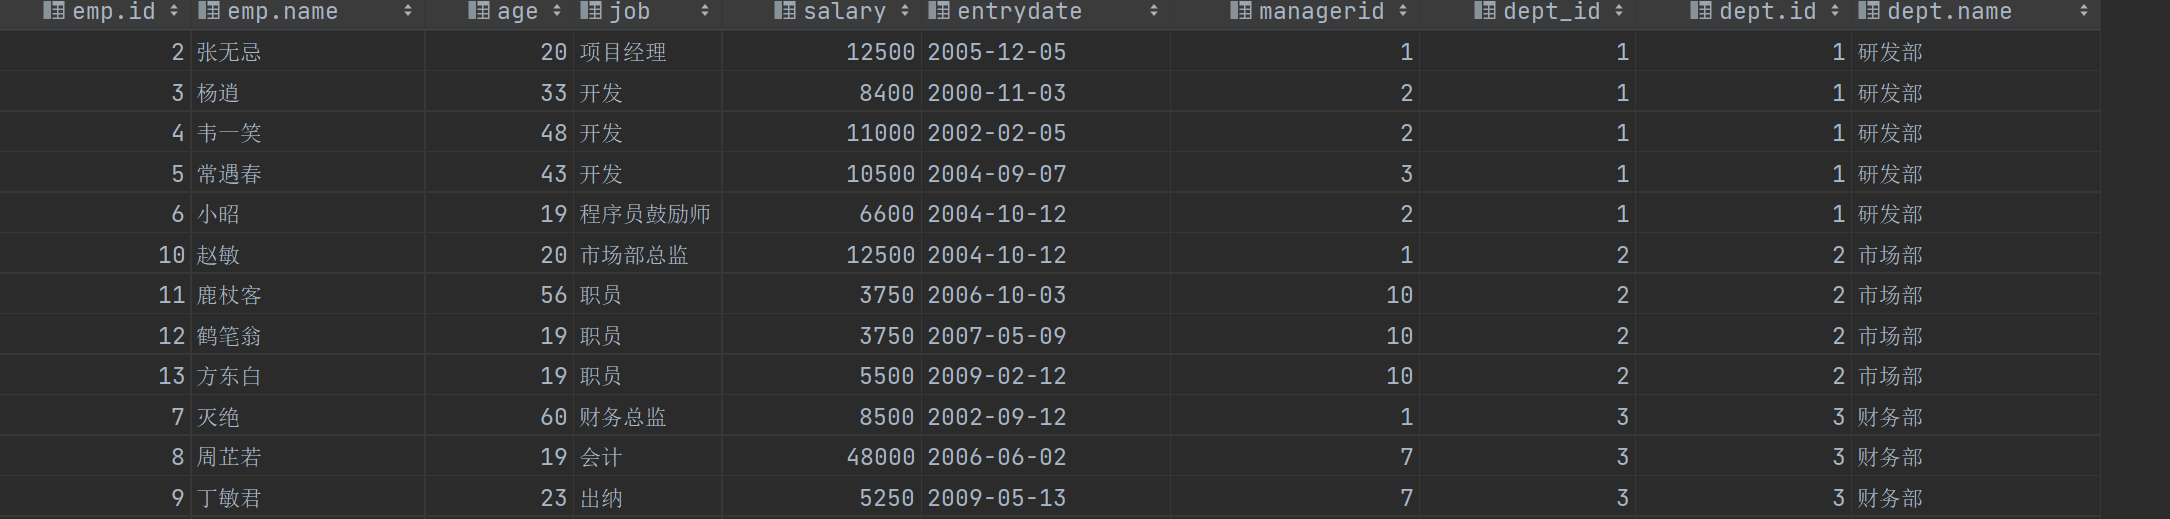 emp.id emp.name age job salary entrydate managerid dept_id dept.id dept.name
2 张无忌 20 项目经理 12500 2005-12-05 1 1 1 研发部
3 杨逍 33 开发 8400 2000-11-03 2 1 1 研发部
4 韦一笑 48 开发 11000 2002-02-05 2 1 1 研发部
5 常遇春 43 开发 10500 2004-09-07 3 1 1 研发部
6 小昭 19 程序员鼓励师 6600 2004-10-12 2 1 1 研发部
10 赵敏 20 市场部总监 12500 2004-10-12 1 2 2 市场部
11 鹿杖客 56 职员 3750 2006-10-03 10 2 2 市场部
12 鹤笔翁 19 职员 3750 2007-05-09 10 2 2 市场部
13 方东白 19 职员 5500 2009-02-12 10 2 2 市场部
7 灭绝 60 财务总监 8500 2002-09-12 1 3 3 财务部
8 周芷若 19 会计 48000 2006-06-02 7 3 3 财务部
9 丁敏君 23 出纳 5250 2009-05-13 7 3 3 财务部